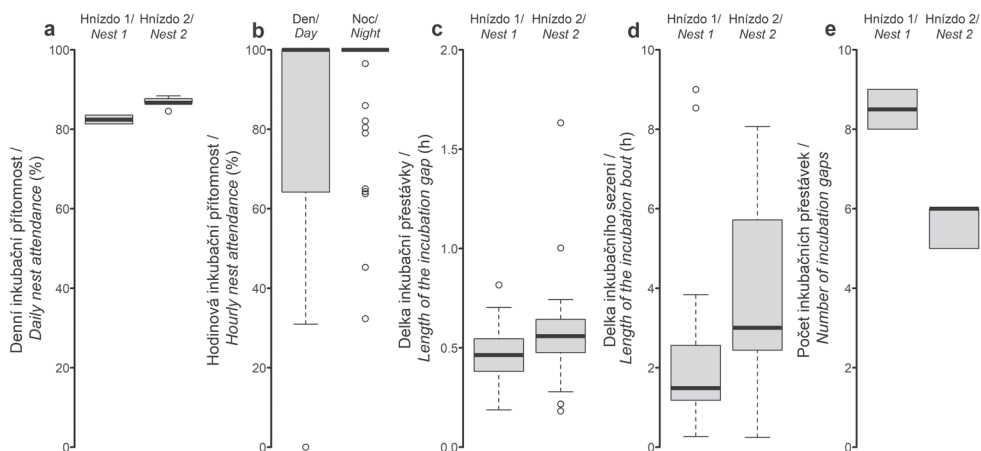 a
Hnízdo 1/
Nest 1
Hnízdo 2/
Nest 2
Denní inkubační přítomnost /
Daily nest attendance (%)
100
80
60
40
20
0
b
Den/
Day
Noc/
Night
Hodinová inkubační přítomnost /
Hourly nest attendance (%)
100
80
60
40
20
0
c
Hnízdo 1/
Nest 1
Hnízdo 2/
Nest 2
Delka inkubační přestávky /
Length of the incubation gap (h)
2.0
1.5
1.0
0.5
0.0
d
Hnízdo 1/
Nest 1
Hnízdo 2/
Nest 2
Delka inkubačního sezení /
Length of the incubation bout (h)
10
8
6
4
2
0
e
Hnízdo 1/
Nest 1
Hnízdo 2/
Nest 2
Počet inkubačních přestávek /
Number of incubation gaps
10
8
6
4
2
0